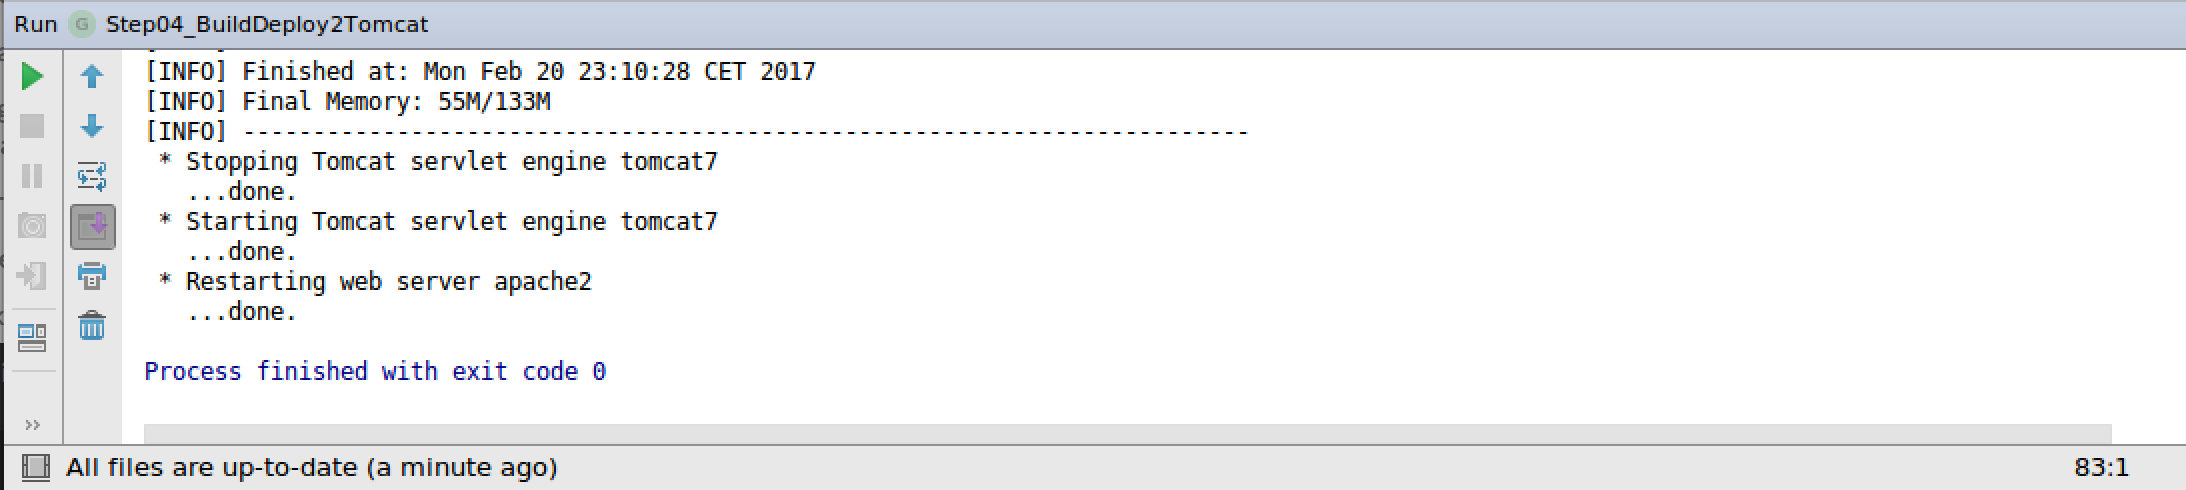 Run G Step04_BuildDeploy2Tomcat
[INFO] Finished at: Mon Feb 20 23:10:28 CET 2017
[INFO] Final Memory: 55M/133M
[INFO] ------------------------------------------------------------------------
 * Stopping Tomcat servlet engine tomcat7
   ...done.
 * Starting Tomcat servlet engine tomcat7
   ...done.
 * Restarting web server apache2
   ...done.
Process finished with exit code 0
All files are up-to-date (a minute ago) 83:1